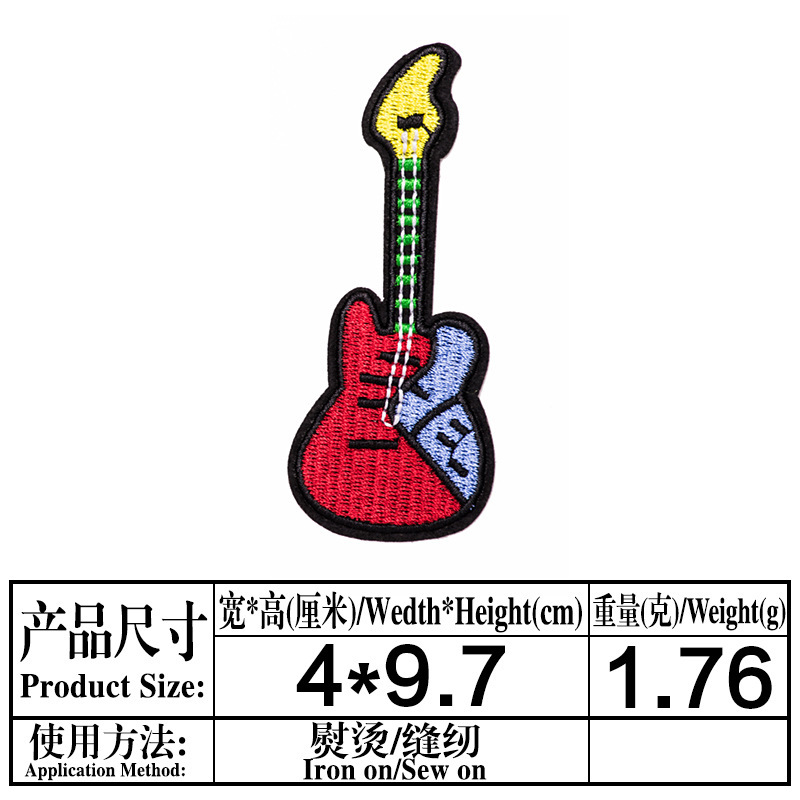 产品尺寸
Product Size:
宽*高(厘米)/Wedth*Height(cm)
重量(克)/Weight(g)
4*9.7
1.76
使用方法:
Application Method:
熨烫/缝纫
Iron on/Sew on